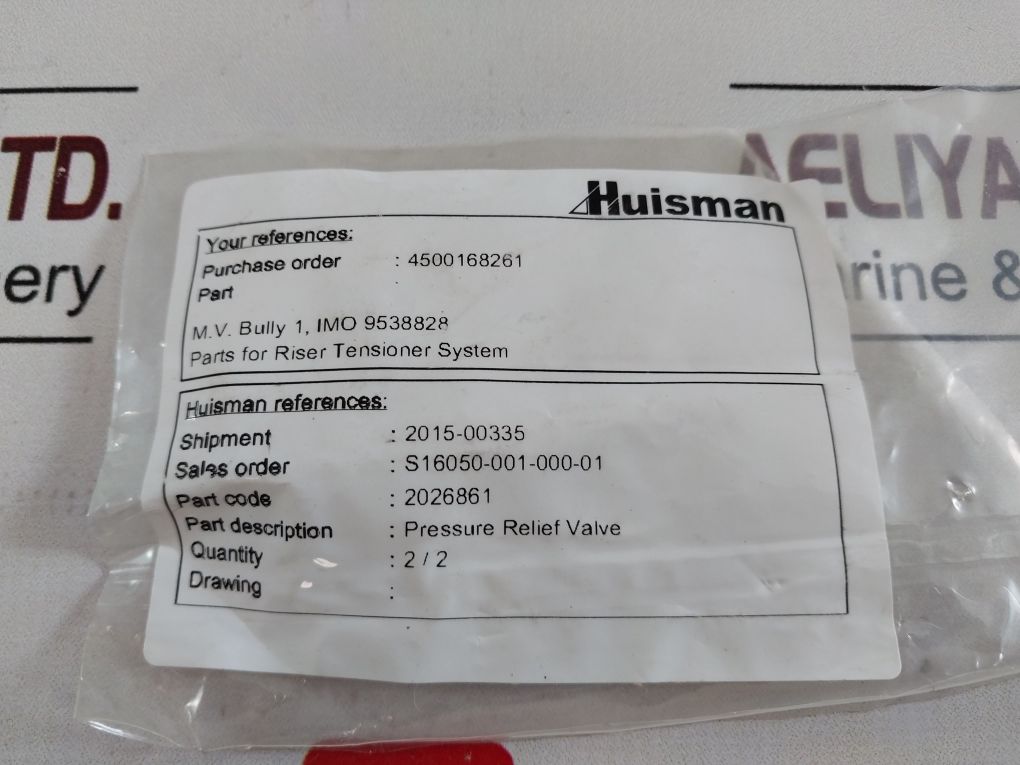 TD.
AELIYA
ery
rine &
Huisman
Your references:
Purchase order : 4500168261
Part
M.V. Bully 1, IMO 9538828
Parts for Riser Tensioner System
Huisman references:
Shipment : 2015-00335
Sales order : S16050-001-000-01
Part code : 2026861
Part description : Pressure Relief Valve
Quantity : 2 / 2
Drawing :